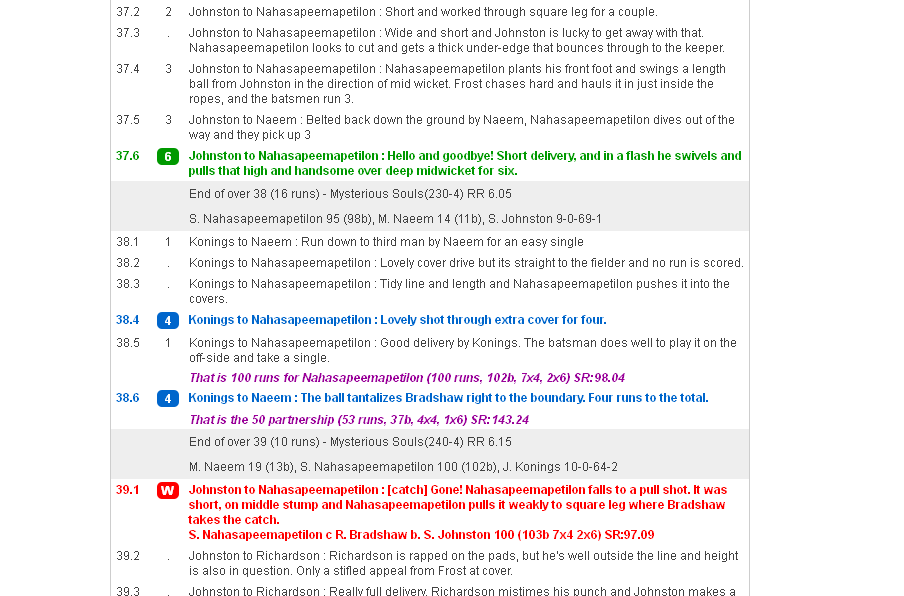 37.2 2 Johnston to Nahasapeemapetilon : Short and worked through square leg for a couple.
37.3 . Johnston to Nahasapeemapetilon : Wide and short and Johnston is lucky to get away with that.
Nahasapeemapetilon looks to cut and gets a thick under-edge that bounces through to the keeper.
37.4 3 Johnston to Nahasapeemapetilon : Nahasapeemapetilon plants his front foot and swings a length
ball from Johnston in the direction of mid wicket. Frost chases hard and hauls it in just inside the
ropes, and the batsmen run 3.
37.5 3 Johnston to Naeem : Belted back down the ground by Naeem, Nahasapeemapetilon dives out of the
way and they pick up 3
37.6 6 Johnston to Nahasapeemapetilon : Hello and goodbye! Short delivery, and in a flash he swivels and
pulls that high and handsome over deep midwicket for six.
End of over 38 (16 runs) - Mysterious Souls(230-4) RR 6.05
S. Nahasapeemapetilon 95 (98b), M. Naeem 14 (11b), S. Johnston 9-0-69-1
38.1 1 Konings to Naeem : Run down to third man by Naeem for an easy single
38.2 . Konings to Nahasapeemapetilon : Lovely cover drive but its straight to the fielder and no run is scored.
38.3 . Konings to Nahasapeemapetilon : Tidy line and length and Nahasapeemapetilon pushes it into the
covers.
38.4 4 Konings to Nahasapeemapetilon : Lovely shot through extra cover for four.
38.5 1 Konings to Nahasapeemapetilon : Good delivery by Konings. The batsman does well to play it on the
off-side and take a single.
That is 100 runs for Nahasapeemapetilon (100 runs, 102b, 7x4, 2x6) SR:98.04
38.6 4 Konings to Naeem : The ball tantalizes Bradshaw right to the boundary. Four runs to the total.
That is the 50 partnership (53 runs, 37b, 4x4, 1x6) SR:143.24
End of over 39 (10 runs) - Mysterious Souls(240-4) RR 6.15
M. Naeem 19 (13b), S. Nahasapeemapetilon 100 (102b), J. Konings 10-0-64-2
39.1 W Johnston to Nahasapeemapetilon : [catch] Gone! Nahasapeemapetilon falls to a pull shot. It was
short, on middle stump and Nahasapeemapetilon pulls it weakly to square leg where Bradshaw
takes the catch.
S. Nahasapeemapetilon c R. Bradshaw b. S. Johnston 100 (103b 7x4 2x6) SR:97.09
39.2 . Johnston to Richardson : Richardson is rapped on the pads, but he's well outside the line and height
is also in question. Only a stifled appeal from Frost at cover.
39.3 . Johnston to Richardson : Really full delivery. Richardson mistimes his punch and Johnston makes a